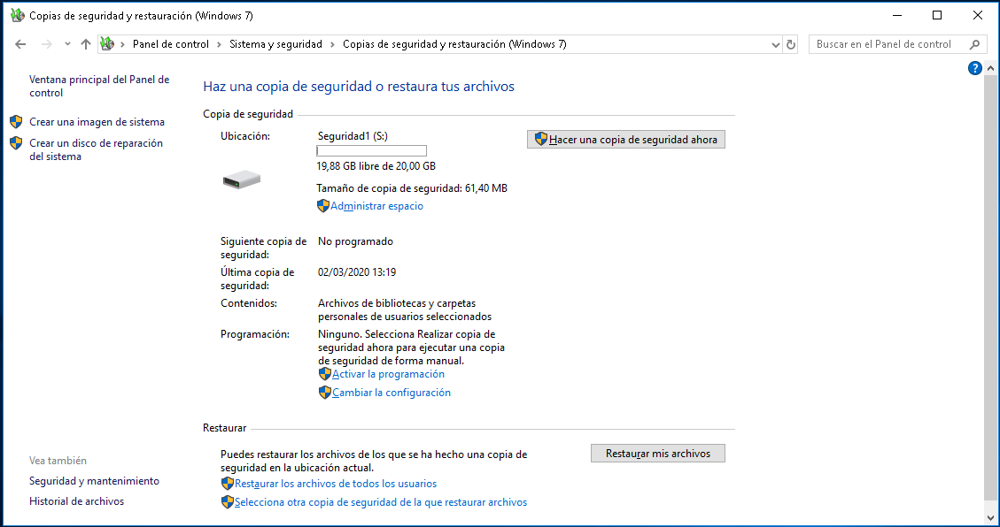 Copias de seguridad y restauración (Windows 7)
Panel de control > Sistema y seguridad > Copias de seguridad y restauración (Windows 7)
Buscar en el Panel de control
Ventana principal del Panel de
control
Crear una imagen de sistema
Crear un disco de reparación
del sistema
Vea también
Seguridad y mantenimiento
Historial de archivos
?
Haz una copia de seguridad o restaura tus archivos
Copia de seguridad
Ubicación:
Seguridad1 (S:)
Hacer una copia de seguridad ahora
19,88 GB libre de 20,00 GB
Tamaño de copia de seguridad: 61,40 MB
Administrar espacio
Siguiente copia de
seguridad:
No programado
Última copia de
seguridad:
02/03/2020 13:19
Contenidos:
Archivos de bibliotecas y carpetas
personales de usuarios seleccionados
Programación:
Ninguno. Selecciona Realizar copia de
seguridad ahora para ejecutar una copia
de seguridad de forma manual.
Activar la programación
Cambiar la configuración
Restaurar
Puedes restaurar los archivos de los que se ha hecho una copia de
seguridad en la ubicación actual.
Restaurar mis archivos
Restaurar los archivos de todos los usuarios
Selecciona otra copia de seguridad de la que restaurar archivos